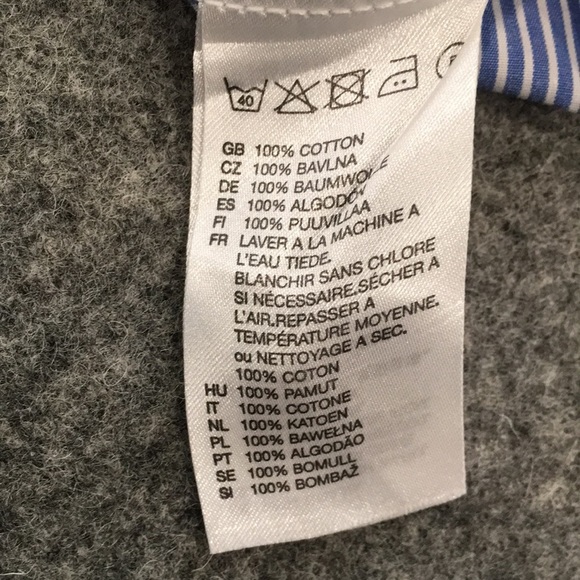 40
GB 100% COTTON
CZ 100% BAVLNA
DE 100% BAUMWOLLE
ES 100% ALGODÓN
FI 100% PUUVILLAA
FR LAVER A LA MACHINE A
L'EAU TIEDE.
BLANCHIR SANS CHLORE
SI NÉCESSAIRE.SÉCHER A
L'AIR.REPASSER A
TEMPÉRATURE MOYENNE.
ou NETTOYAGE A SEC.
100% COTON
HU 100% PAMUT
IT 100% COTONE
NL 100% KATOEN
PL 100% BAWEŁNA
PT 100% ALGODÃO
SE 100% BOMULL
SI 100% BOMBAŽ